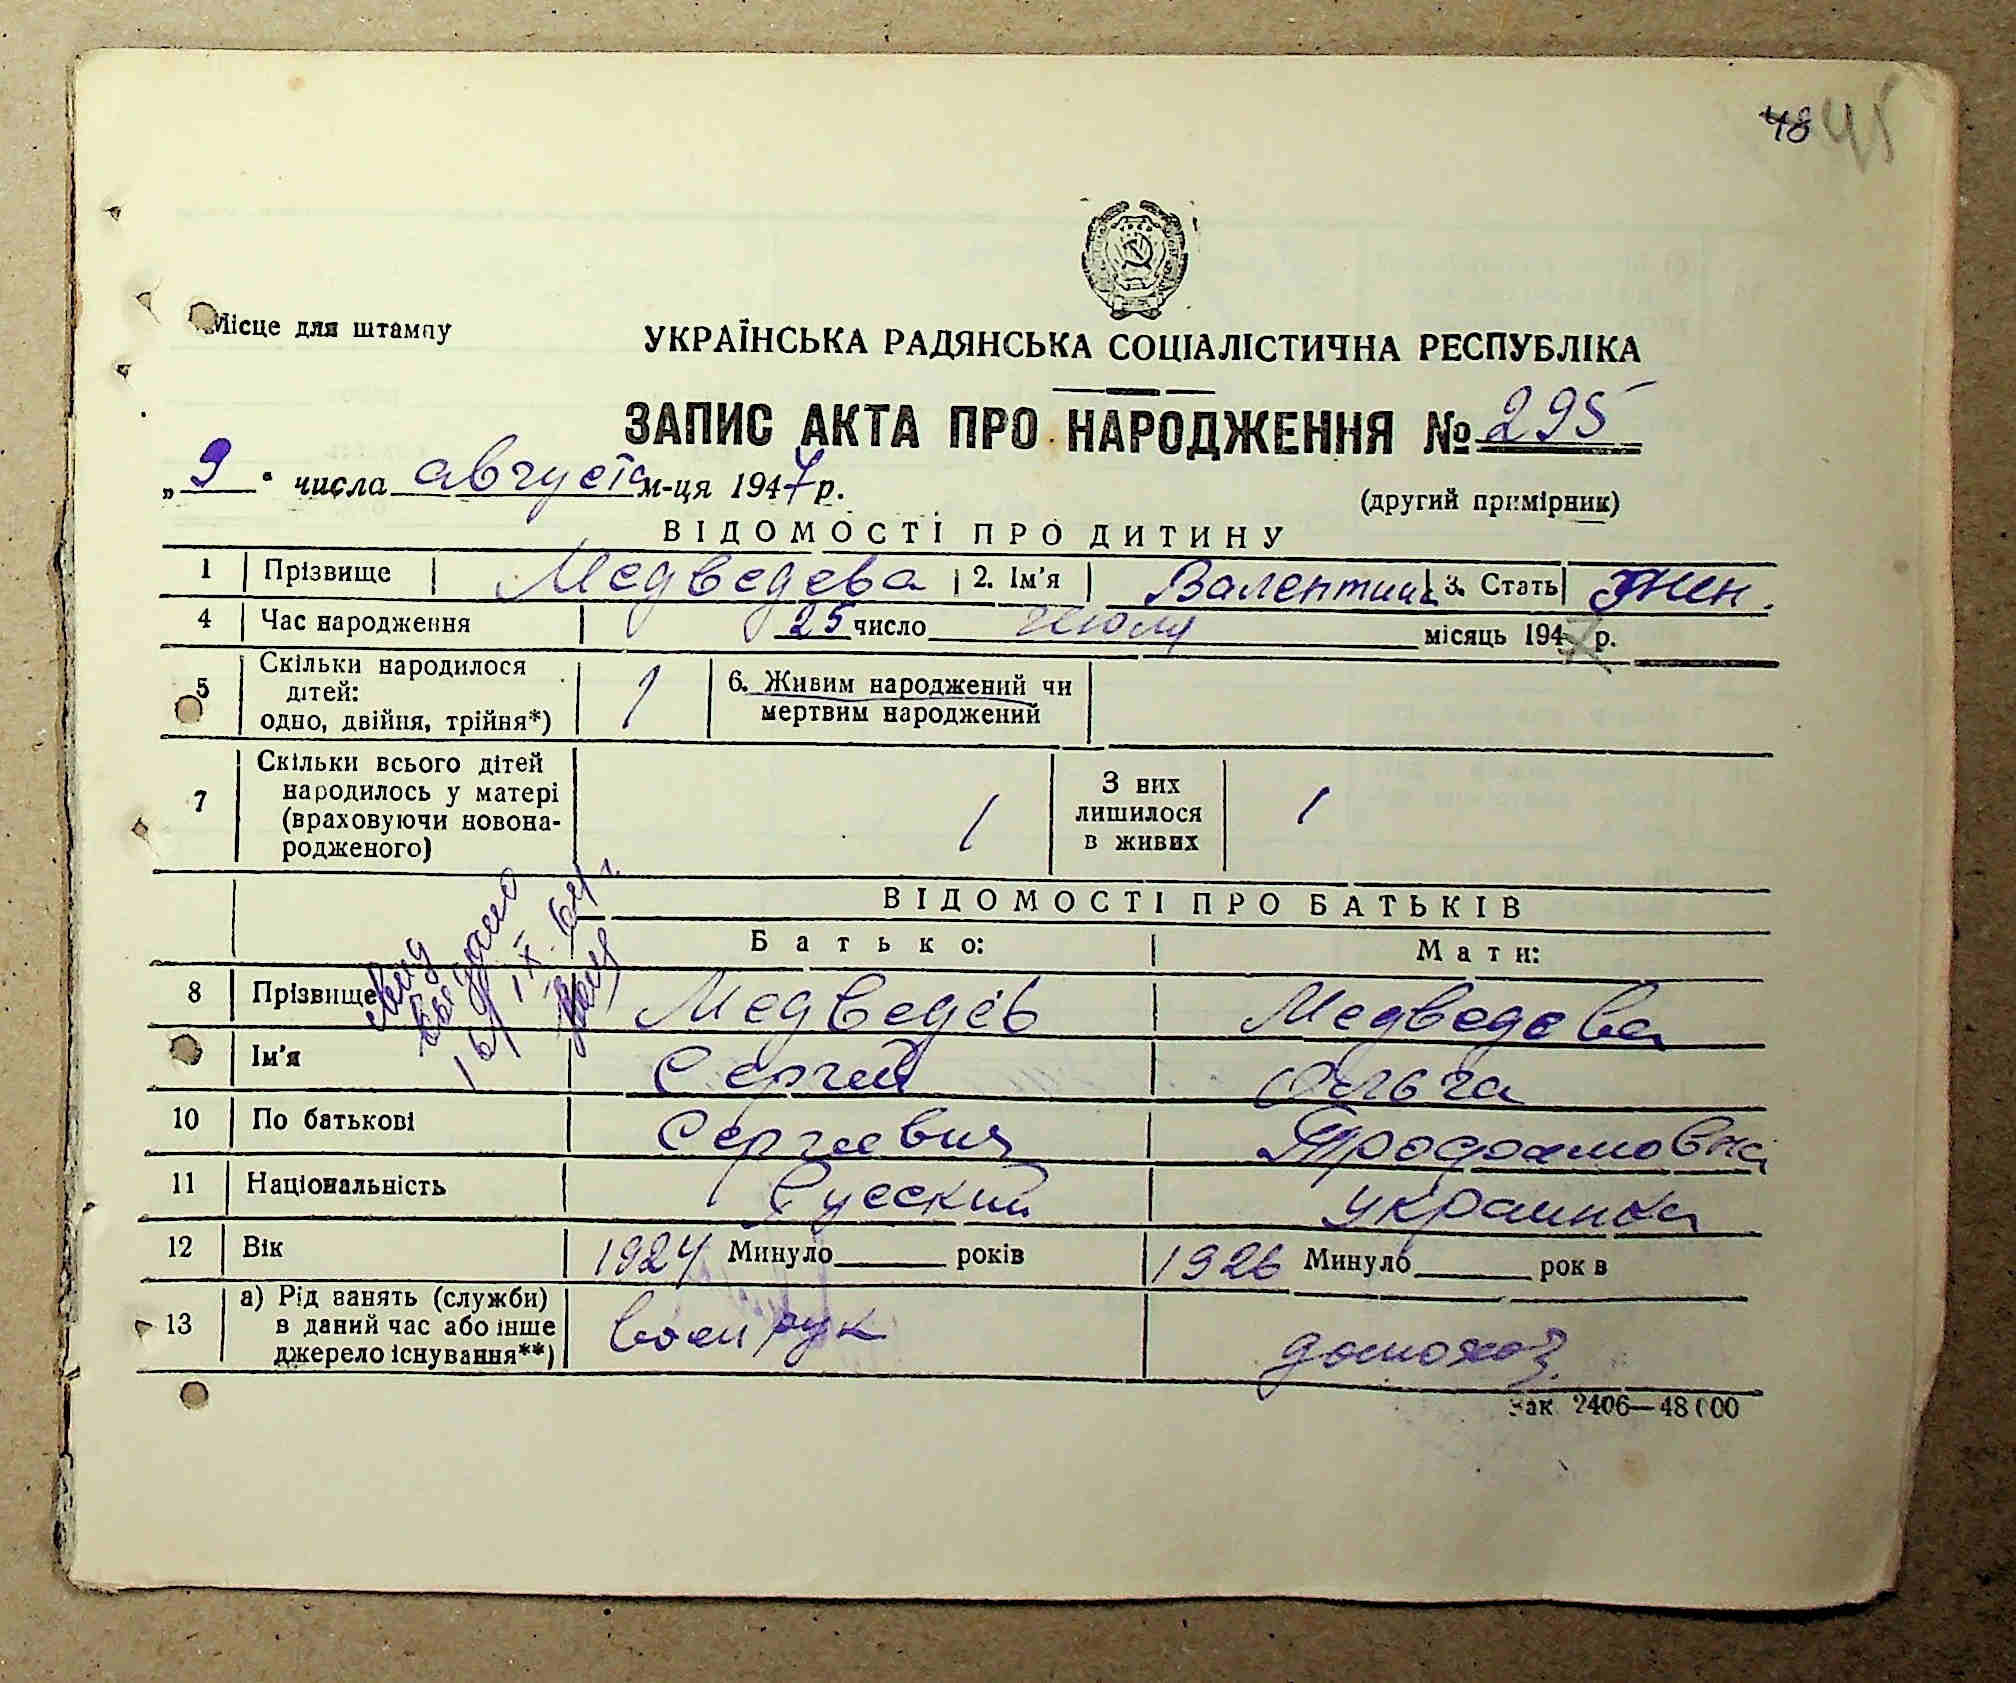 48 45
Місце для штампу
УКРАЇНСЬКА РАДЯНСЬКА СОЦІАЛІСТИЧНА РЕСПУБЛІКА
ЗАПИС АКТА ПРО НАРОДЖЕННЯ № 295
„ 9 “ числа августа м-ця 1947 р.
(другий примірник)
ВІДОМОСТІ ПРО ДИТИНУ
1 Прізвище Медведева 2. Ім'я Валентина 3. Стать жен.
4 Час народження 25 число июля місяць 1947 р.
5 Скільки народилося дітей: одно, двійня, трійня*) 1 6. Живим народжений чи мертвим народжений
7 Скільки всього дітей народилось у матері (враховуючи новонародженого) 1 З них лишилося в живих 1
ВІДОМОСТІ ПРО БАТЬКІВ
Батько: Мати:
8 Прізвище Медведев Медведева
9 Ім'я Сергей Ольга
10 По батькові Сергеевич
11 Національність Русский украинка
12 Вік 1924 Минуло років 1926 Минуло рок в
13 а) Рід занять (служби) в даний час або інше джерело існування**) домохоз.
16/IX 64 г.
Зак 2406—48000